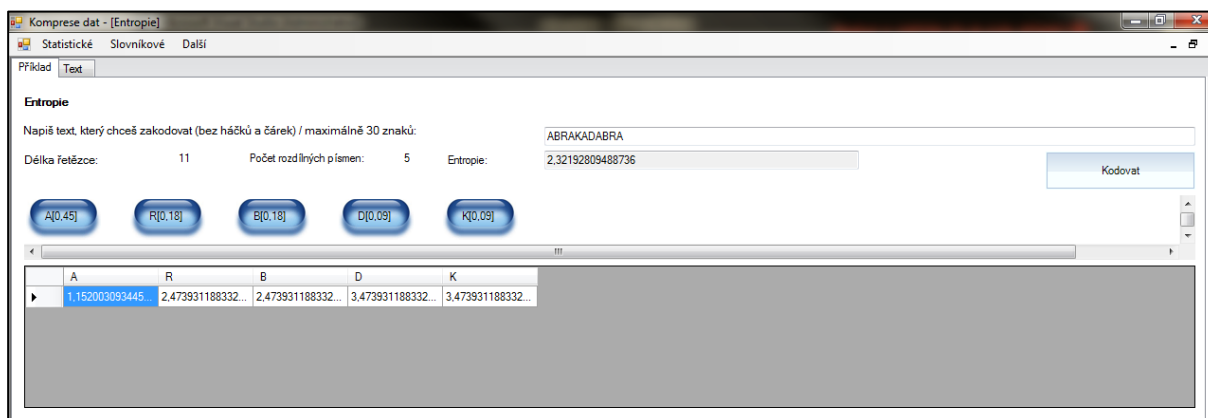 Komprese dat - [Entropie]
Statistické Slovníkové Další
Příklad Text
Entropie
Napiš text, který chceš zakodovat (bez háčků a čárek) / maximálně 30 znaků: ABRAKADABRA
Délka řetězce: 11 Počet rozdílných písmen: 5 Entropie: 2,32192809488736
Kodovat
A[0,45] R[0,18] B[0,18] D[0,09] K[0,09]
A R B D K
1,152003093445... 2,473931188332... 2,473931188332... 3,473931188332... 3,473931188332...